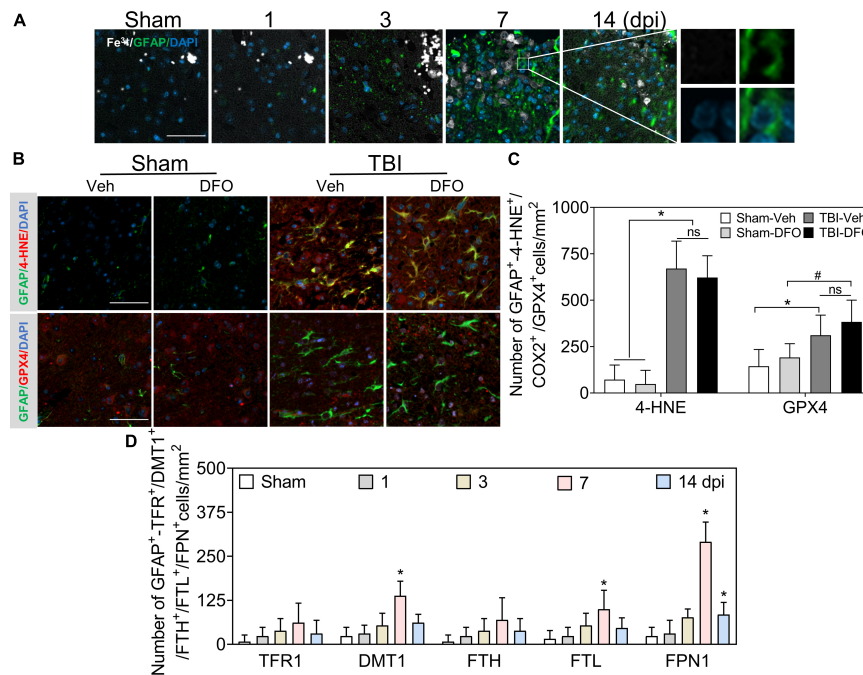 A
Sham 1 3 7 14 (dpi)
Fe³⁺/GFAP/DAPI
B
Sham TBI
Veh DFO Veh DFO
GFAP/4-HNE/DAPI
GFAP/GPX4/DAPI
C
Number of GFAP⁺-4-HNE⁺/
COX2⁺/GPX4⁺cells/mm²
1000
750
500
250
0
Sham-Veh TBI-Veh
Sham-DFO TBI-DFO
* ns
* # ns
4-HNE GPX4
D
Number of GFAP⁺-TFR⁺/DMT1⁺
/FTH⁺/FTL⁺/FPN⁺cells/mm²
500
375
250
125
0
Sham 1 3 7 14 dpi
* * * *
TFR1 DMT1 FTH FTL FPN1